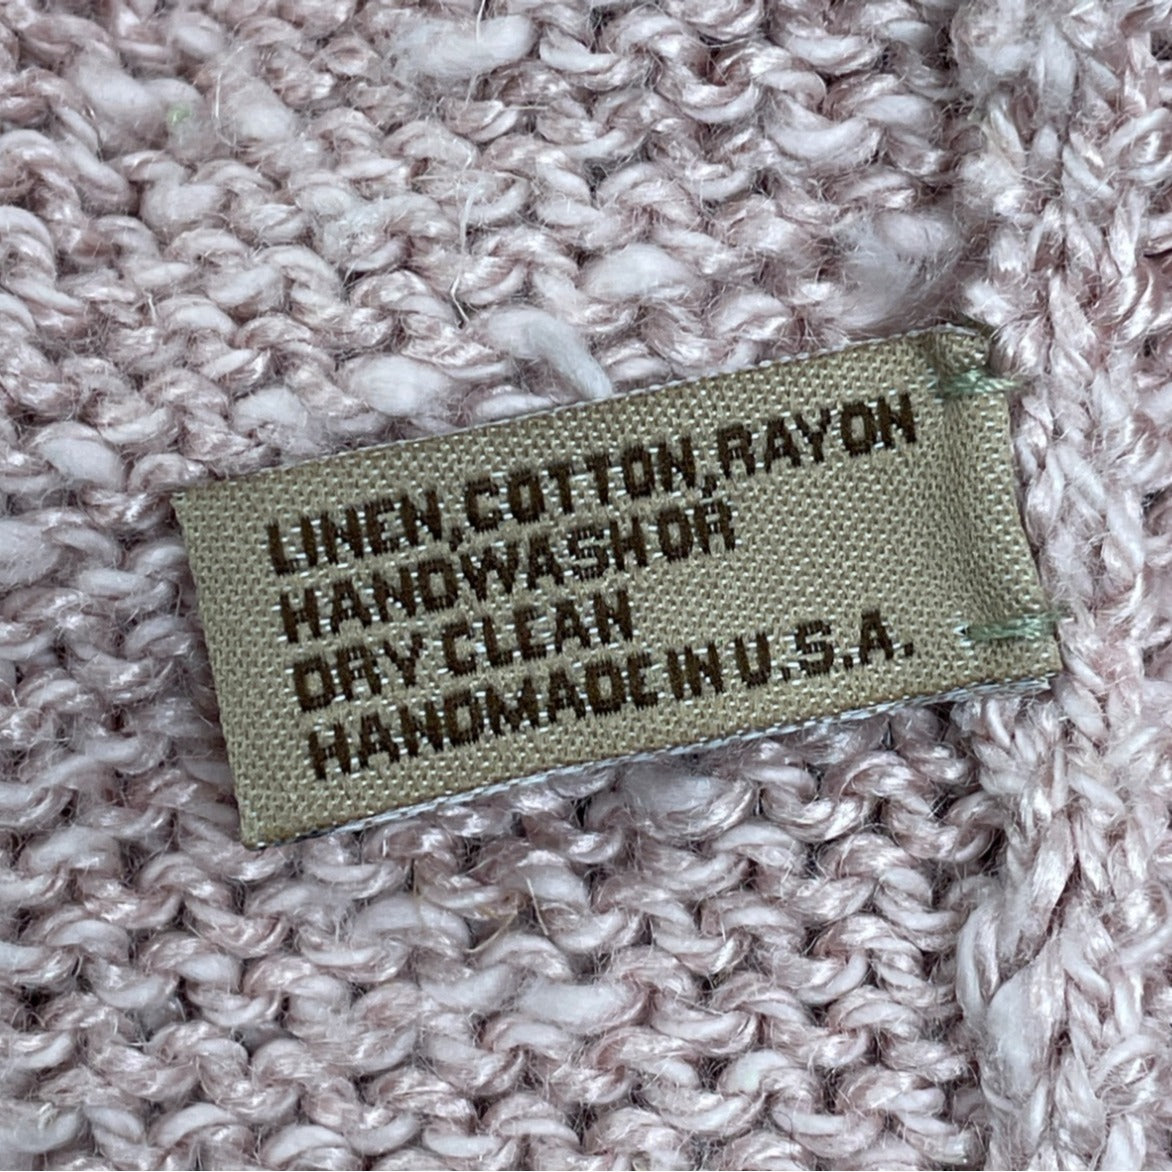 LINEN, COTTON, RAYON
HANDWASH OR
DRY CLEAN
HANDMADE IN U.S.A.